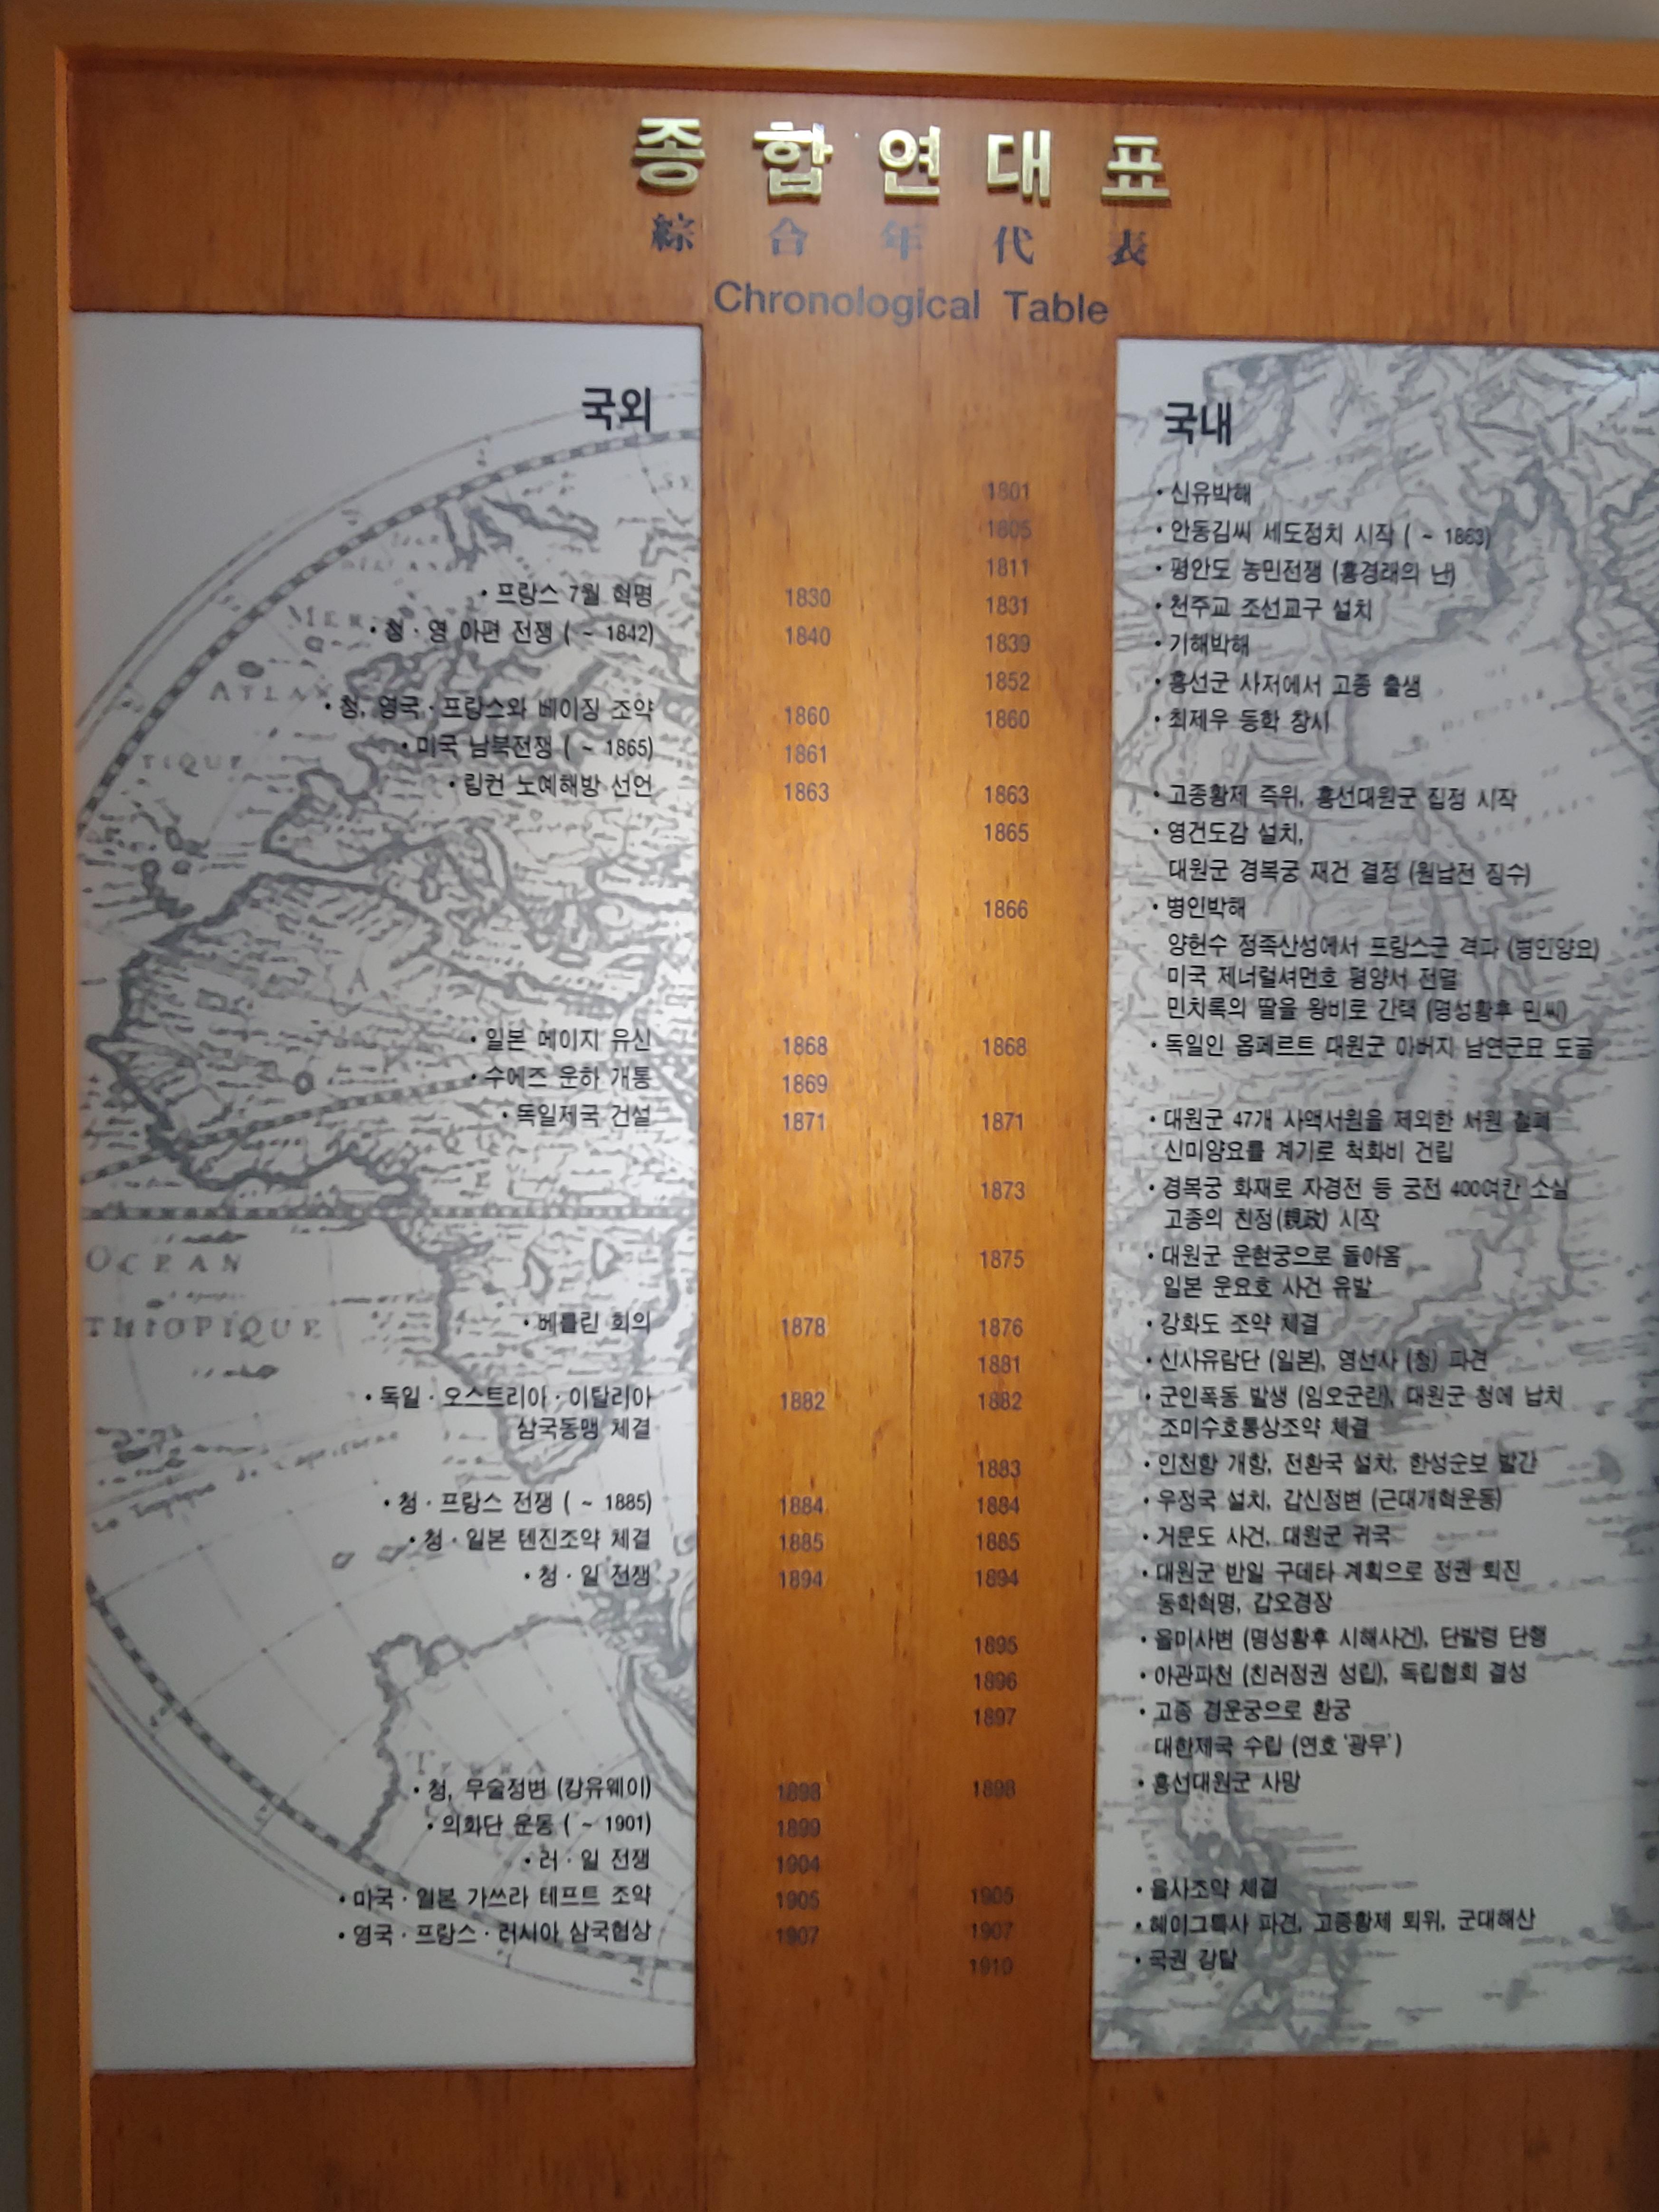 종합연대표
綜合年代表
Chronological Table
국외
· 프랑스 7월 혁명 1830
· 청 · 영 아편 전쟁 ( ~ 1842) 1840
· 청, 영국 · 프랑스와 베이징 조약 1860
· 미국 남북전쟁 ( ~ 1865) 1861
· 링컨 노예해방 선언 1863
· 일본 메이지 유신 1868
· 수에즈 운하 개통 1869
· 독일제국 건설 1871
· 베를린 회의 1878
· 독일 · 오스트리아 · 이탈리아 1882
삼국동맹 체결
· 청 · 프랑스 전쟁 ( ~ 1885) 1884
· 청 · 일본 텐진조약 체결 1885
· 청 · 일 전쟁 1894
· 청, 무술정변 (캉유웨이) 1898
· 의화단 운동 ( ~ 1901) 1899
· 러 · 일 전쟁 1904
· 미국 · 일본 가쓰라 테프트 조약 1905
· 영국 · 프랑스 · 러시아 삼국협상 1907
국내
1801 · 신유박해
1805 · 안동김씨 세도정치 시작 ( ~ 1863)
1811 · 평안도 농민전쟁 (홍경래의 난)
1831 · 천주교 조선교구 설치
1839 · 기해박해
1852 · 흥선군 사저에서 고종 출생
1860 · 최제우 동학 창시
1863 · 고종황제 즉위, 흥선대원군 집정 시작
1865 · 영건도감 설치,
대원군 경복궁 재건 결정 (원납전 징수)
1866 · 병인박해
양헌수 정족산성에서 프랑스군 격파 (병인양요)
미국 제너럴셔먼호 평양서 전멸
민치록의 딸을 왕비로 간택 (명성황후 민씨)
1868 · 독일인 옵페르트 대원군 아버지 남연군묘 도굴
1871 · 대원군 47개 사액서원을 제외한 서원 철폐
신미양요를 계기로 척화비 건립
1873 · 경복궁 화재로 자경전 등 궁전 400여칸 소실
고종의 친정(親政) 시작
1875 · 대원군 운현궁으로 돌아옴
일본 운요호 사건 유발
1876 · 강화도 조약 체결
1881 · 신사유람단 (일본), 영선사 (청) 파견
1882 · 군인폭동 발생 (임오군란), 대원군 청에 납치
조미수호통상조약 체결
1883 · 인천항 개항, 전환국 설치, 한성순보 발간
1884 · 우정국 설치, 갑신정변 (근대개혁운동)
1885 · 거문도 사건, 대원군 귀국
1894 · 대원군 반일 구데타 계획으로 정권 퇴진
동학혁명, 갑오경장
1895 · 을미사변 (명성황후 시해사건), 단발령 단행
1896 · 아관파천 (친러정권 성립), 독립협회 결성
1897 · 고종 경운궁으로 환궁
대한제국 수립 (연호 '광무')
1898 · 흥선대원군 사망
1905 · 을사조약 체결
1907 · 헤이그특사 파견, 고종황제 퇴위, 군대해산
1910 · 국권 강탈
OCEAN
THIOPIQUE